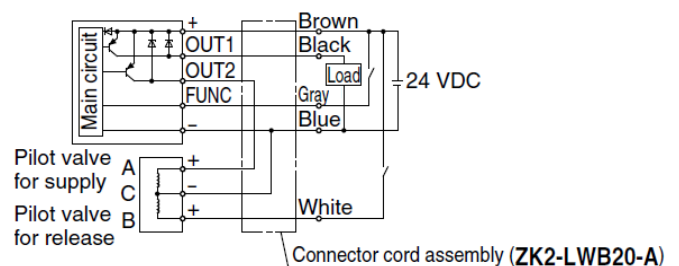 + Brown
OUT1 Black
OUT2
Load
24 VDC
FUNC Gray
− Blue
Main circuit
Pilot valve for supply
A +
C −
Pilot valve for release
B + White
Connector cord assembly (ZK2-LWB20-A)